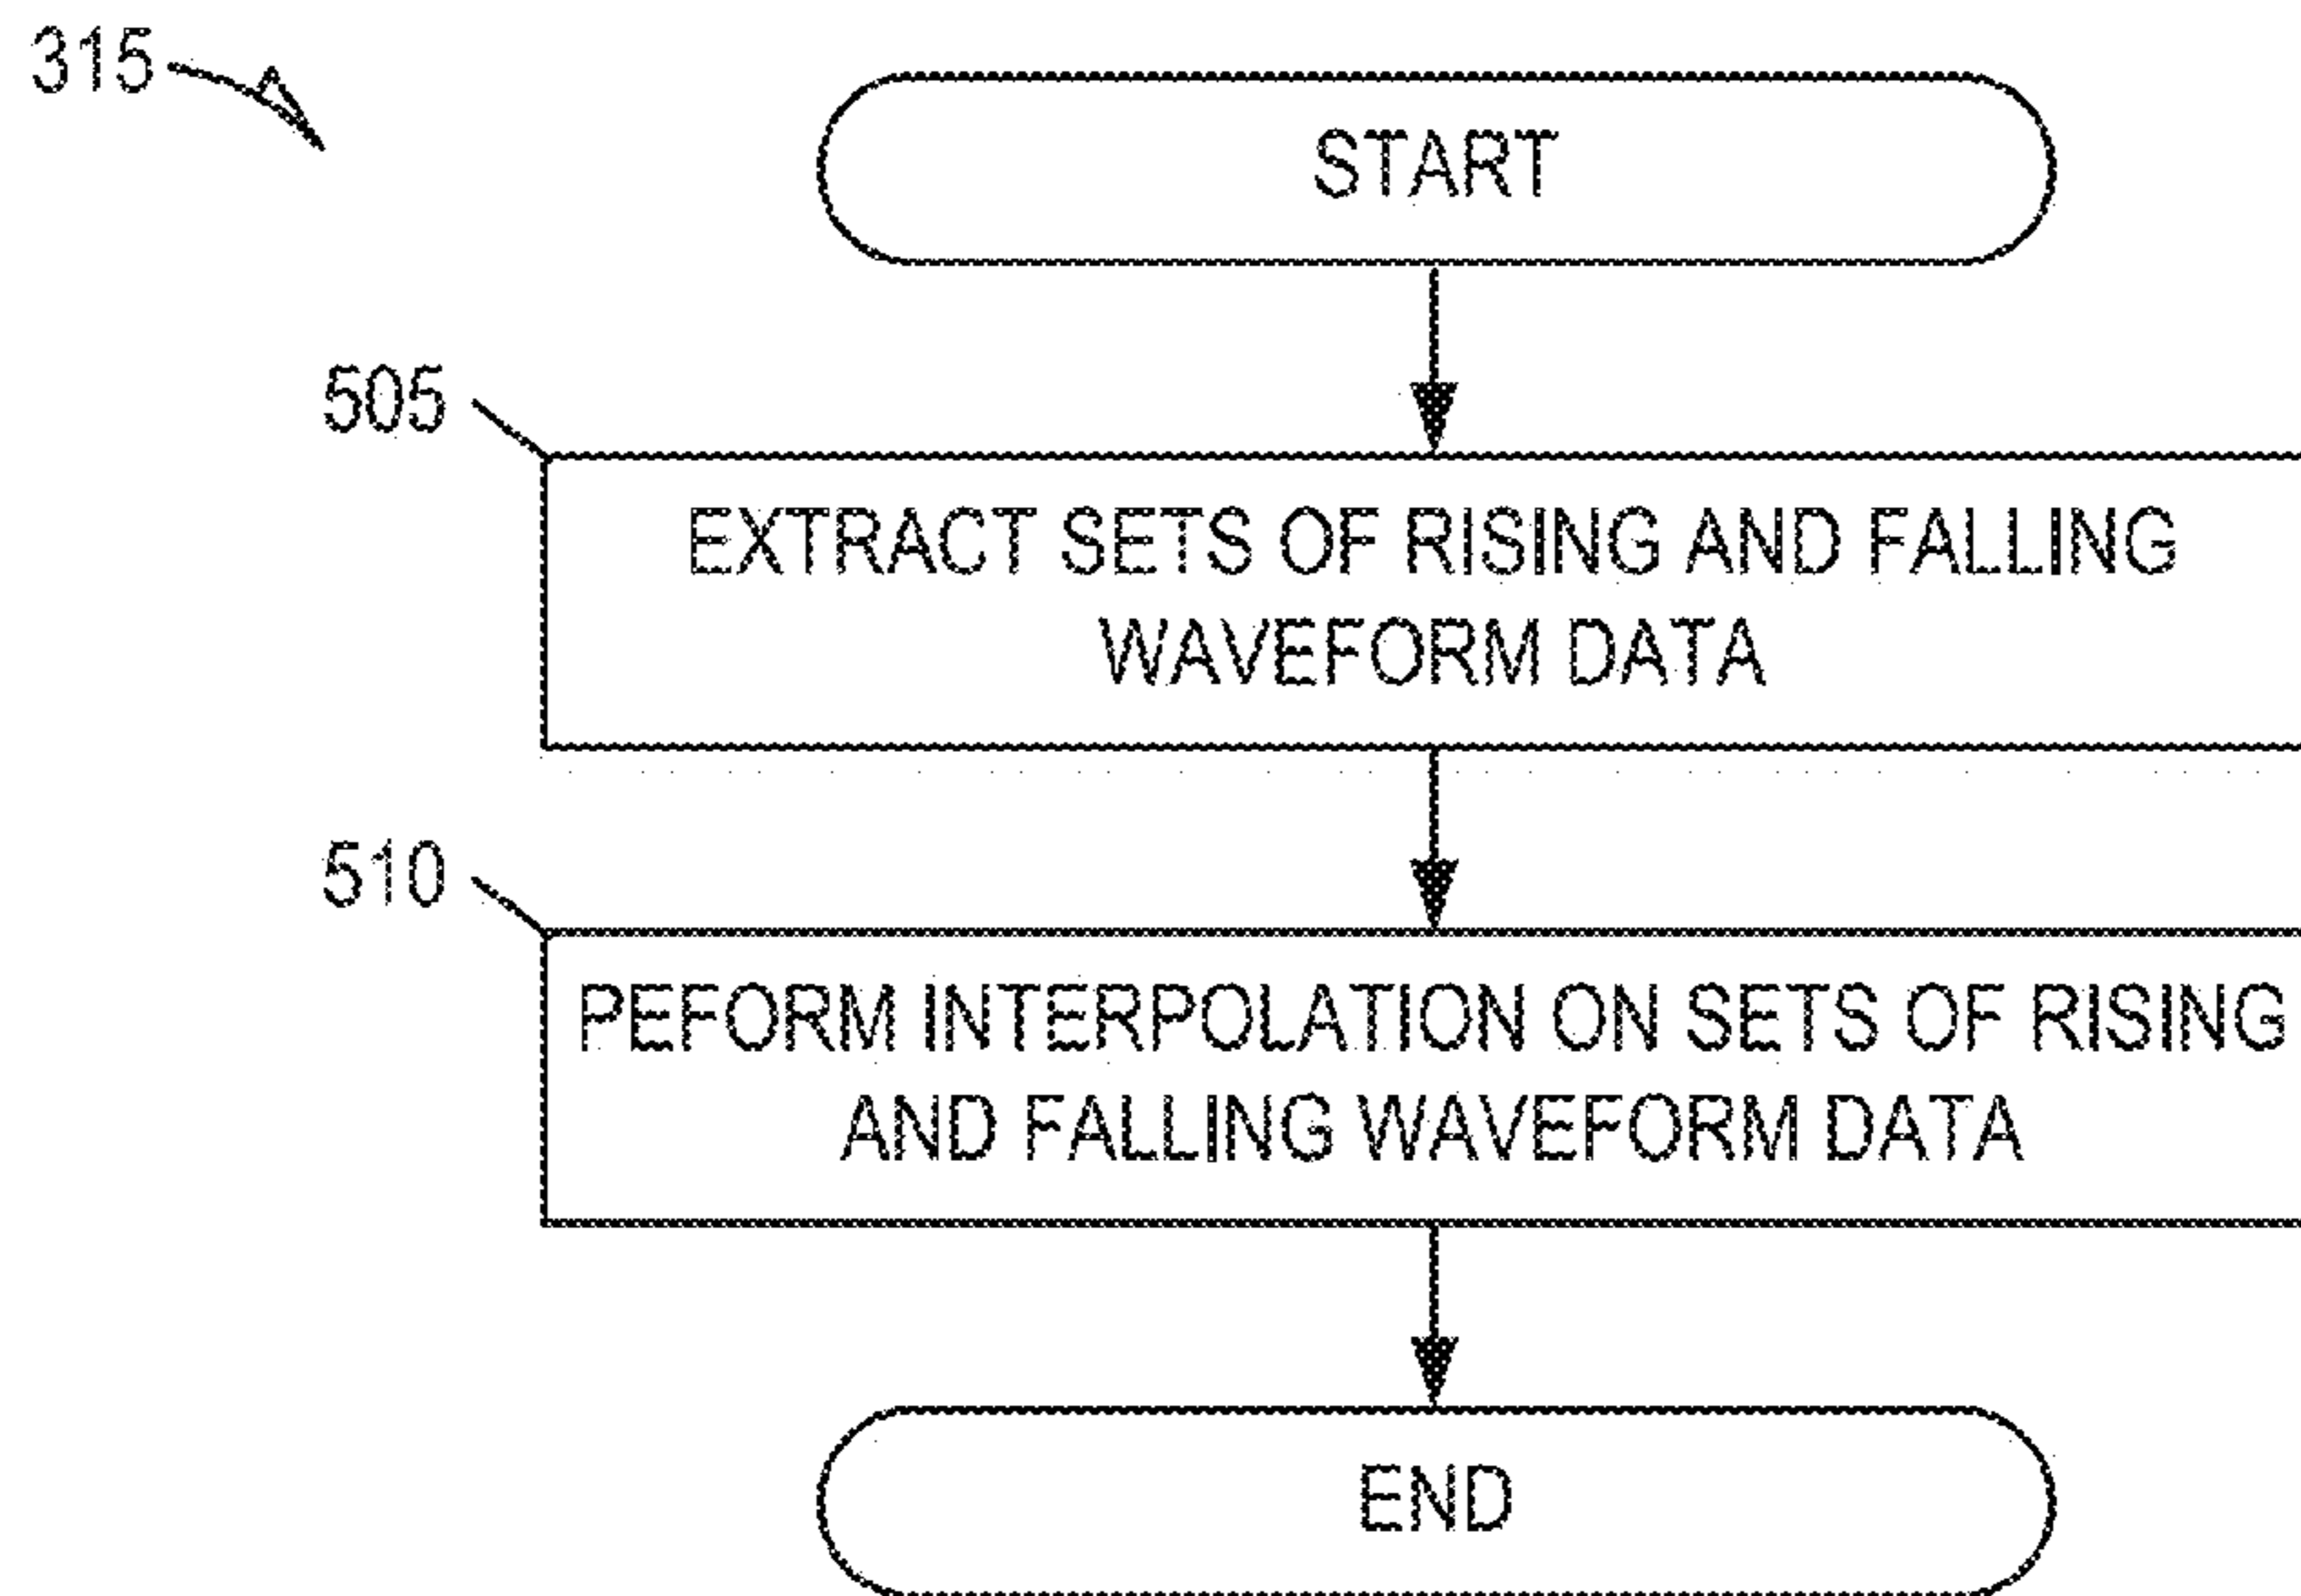 315
START
505
EXTRACT SETS OF RISING AND FALLING
WAVEFORM DATA
510
PEFORM INTERPOLATION ON SETS OF RISING
AND FALLING WAVEFORM DATA
END